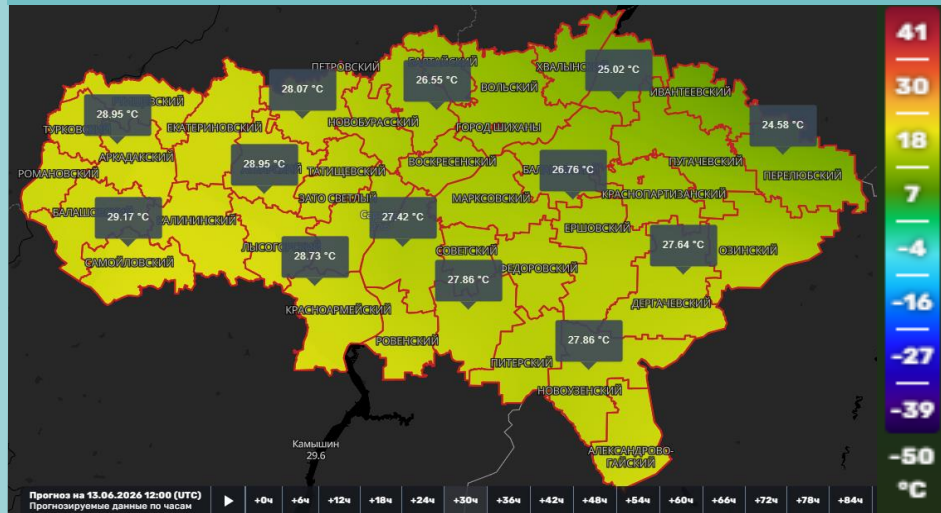 ПЕТРОВСКИЙ
26.55 °C
ХВАЛЫНС
25.02 °C
28.07 °C
ВОЛЬСКИЙ
ИВАНТЕЕВСКИЙ
28.95 °C
ТУРКОВС
ЕКАТЕРИНОВСКИЙ
НОВОБУРАССКИЙ
ГОРОД ШИХАНЫ
24.58 °C
АРКАДАКСКИЙ
28.95 °C
ТАТИЩЕВСКИЙ
ВОСКРЕСЕНСКИЙ
БАЛ
26.76 °C
ПУГАЧЕВСКИЙ
ПЕРЕЛЮБСКИЙ
РОМАНОВСКИЙ
ЗАТО СВЕТЛЫЙ
МАРКСОВСКИЙ
КРАСНОПАРТИЗАНСКИЙ
БАЛАШО
29.17 °C
КАЛИНИНСКИЙ
27.42 °C
ЕРШОВСКИЙ
ЛЫСОГОР
28.73 °C
СОВЕТСКИЙ
27.64 °C
ОЗИНСКИЙ
САМОЙЛОВСКИЙ
27.86 °C
ФЕДОРОВСКИЙ
КРАСНОАРМЕЙСКИЙ
ДЕРГАЧЕВСКИЙ
РОВЕНСКИЙ
27.86 °C
ПИТЕРСКИЙ
НОВОУЗЕНСКИЙ
Камышин
29.6
АЛЕКСАНДРОВО-
ГАЙСКИЙ
41
30
18
7
-4
-16
-27
-39
-50
°C
Прогноз на 13.06.2026 12:00 (UTC)
Прогнозируемые данные по часам
+0ч +6ч +12ч +18ч +24ч +30ч +36ч +42ч +48ч +54ч +60ч +66ч +72ч +78ч +84ч